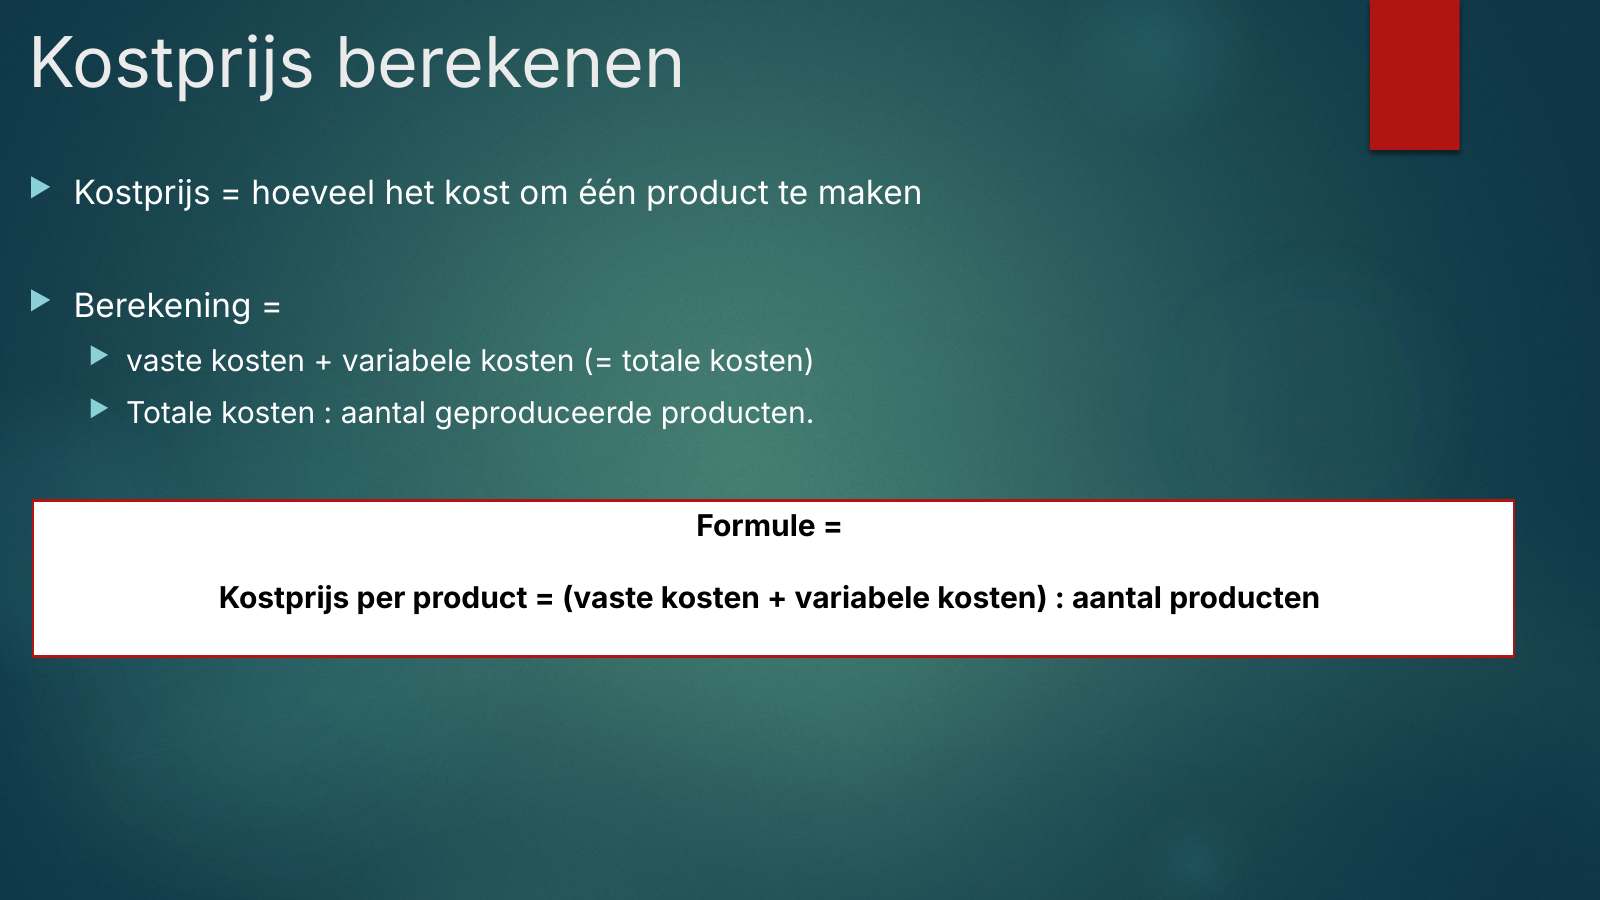 Kostprijs berekenen
Kostprijs = hoeveel het kost om één product te maken
Berekening =
vaste kosten + variabele kosten (= totale kosten)
Totale kosten : aantal geproduceerde producten.
Formule =
Kostprijs per product = (vaste kosten + variabele kosten) : aantal producten